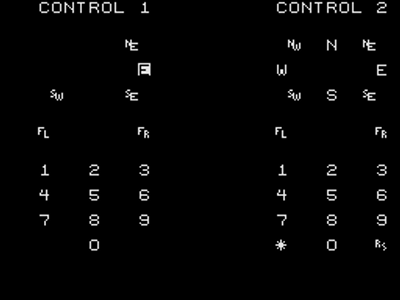 CONTROL 1 CONTROL 2
NE NW N NE
E W E
SW SE SW S SE
FL FR FL FR
1 2 3 1 2 3
4 5 6 4 5 6
7 8 9 7 8 9
0 * 0 RS